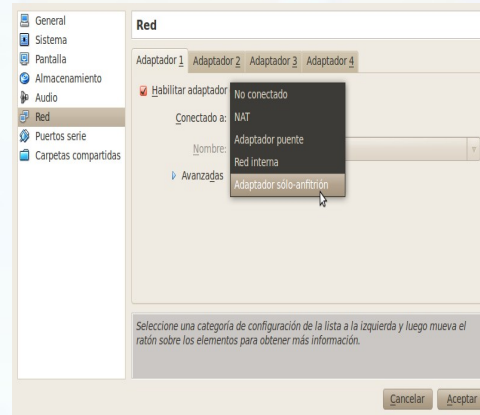 General
Sistema
Pantalla
Almacenamiento
Audio
Red
Puertos serie
Carpetas compartidas
Red
Adaptador 1 Adaptador 2 Adaptador 3 Adaptador 4
Habilitar adaptador
Conectado a:
No conectado
NAT
Adaptador puente
Red interna
Adaptador sólo-anfitrión
Nombre:
Avanzadas
Seleccione una categoría de configuración de la lista a la izquierda y luego mueva el
ratón sobre los elementos para obtener más información.
Cancelar Aceptar